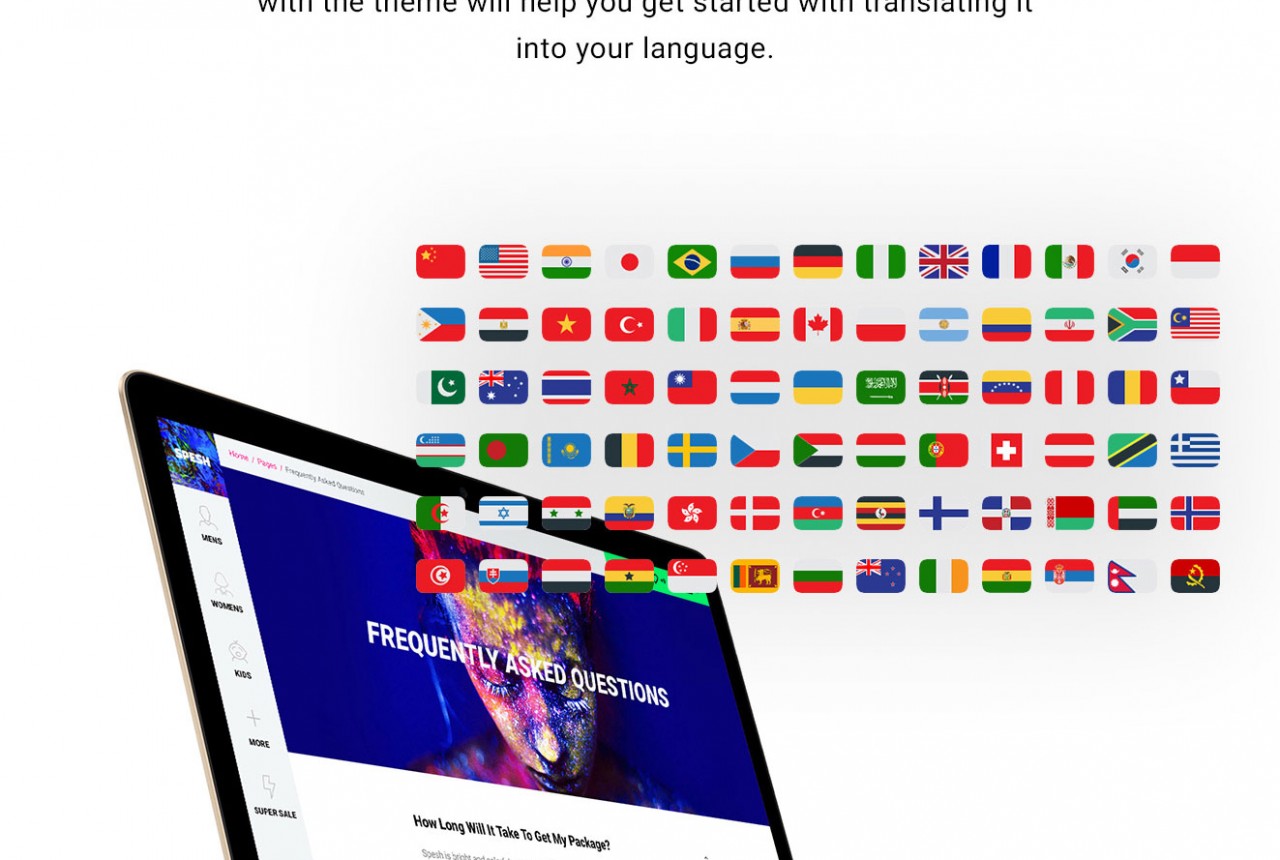 with the theme will help you get started with translating it
into your language.
SPESH
Home / Pages / Frequently Asked Questions
MENS
WOMENS
KIDS
MORE
SUPER SALE
FREQUENTLY ASKED QUESTIONS
How Long Will It Take To Get My Package?
Spesh is bright and